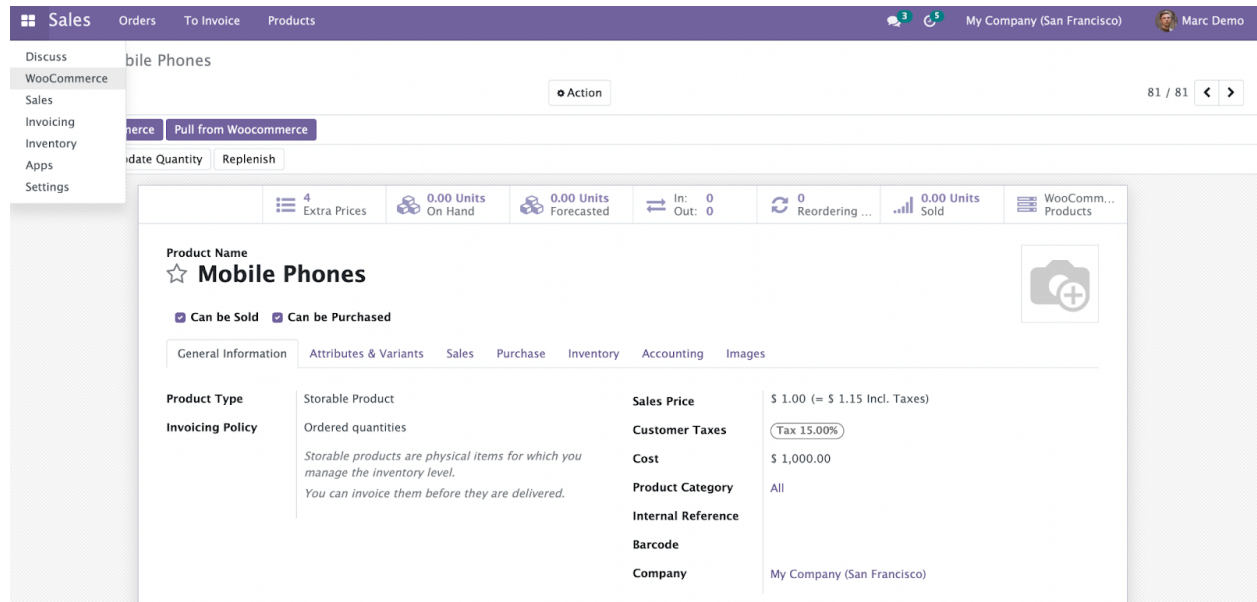 Sales Orders To Invoice Products 3 5 My Company (San Francisco) Marc Demo
Discuss
WooCommerce
Sales
Invoicing
Inventory
Apps
Settings
bile Phones
Action
81 / 81
merce Pull from Woocommerce
date Quantity Replenish
4
Extra Prices
0.00 Units
On Hand
0.00 Units
Forecasted
In: 0
Out: 0
0
Reordering ...
0.00 Units
Sold
WooComm...
Products
Product Name
Mobile Phones
Can be Sold Can be Purchased
General Information Attributes & Variants Sales Purchase Inventory Accounting Images
Product Type Storable Product
Invoicing Policy Ordered quantities
Storable products are physical items for which you
manage the inventory level.
You can invoice them before they are delivered.
Sales Price $ 1.00 (= $ 1.15 Incl. Taxes)
Customer Taxes Tax 15.00%
Cost $ 1,000.00
Product Category All
Internal Reference
Barcode
Company My Company (San Francisco)